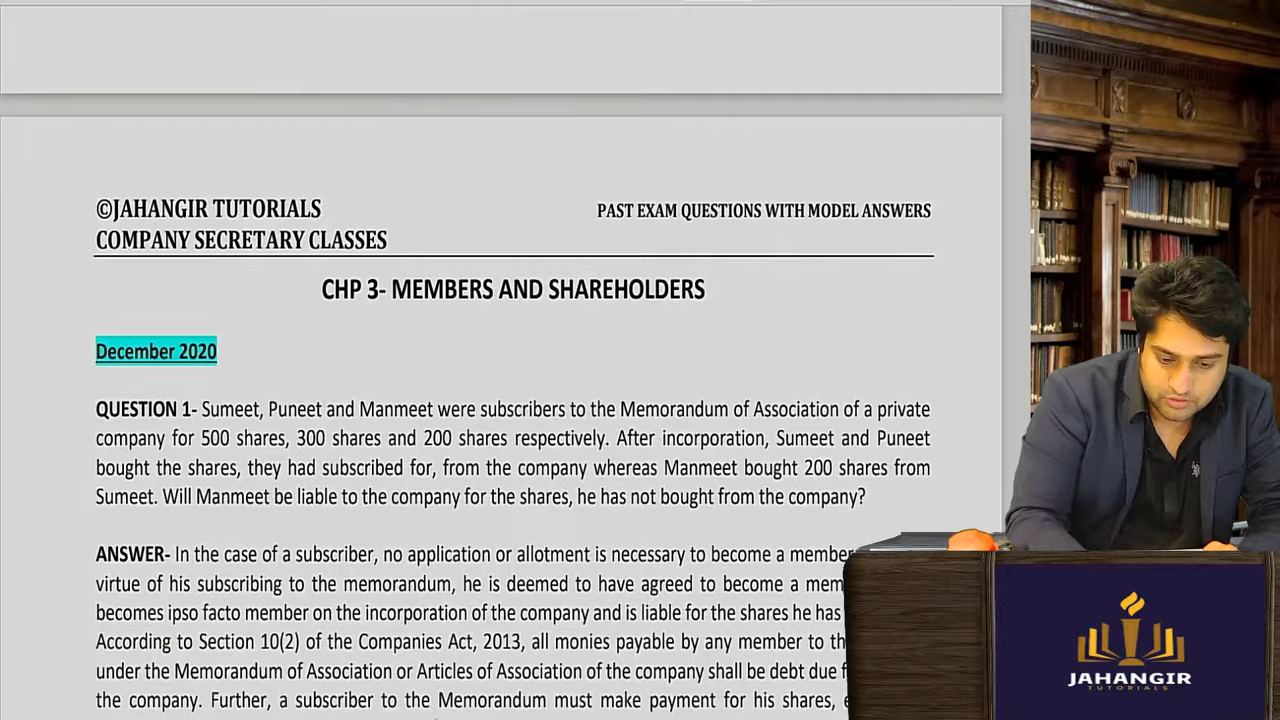 ©JAHANGIR TUTORIALS
PAST EXAM QUESTIONS WITH MODEL ANSWERS
COMPANY SECRETARY CLASSES
CHP 3- MEMBERS AND SHAREHOLDERS
December 2020
QUESTION 1- Sumeet, Puneet and Manmeet were subscribers to the Memorandum of Association of a private
company for 500 shares, 300 shares and 200 shares respectively. After incorporation, Sumeet and Puneet
bought the shares, they had subscribed for, from the company whereas Manmeet bought 200 shares from
Sumeet. Will Manmeet be liable to the company for the shares, he has not bought from the company?
ANSWER- In the case of a subscriber, no application or allotment is necessary to become a member
virtue of his subscribing to the memorandum, he is deemed to have agreed to become a
becomes ipso facto member on the incorporation of the company and is liable for the shares he has
According to Section 10(2) of the Companies Act, 2013, all monies payable by any member to
under the Memorandum of Association or Articles of Association of the company shall be debt due
the company. Further, a subscriber to the Memorandum must make payment for his shares,
JAHANGIR
TUTORIALS